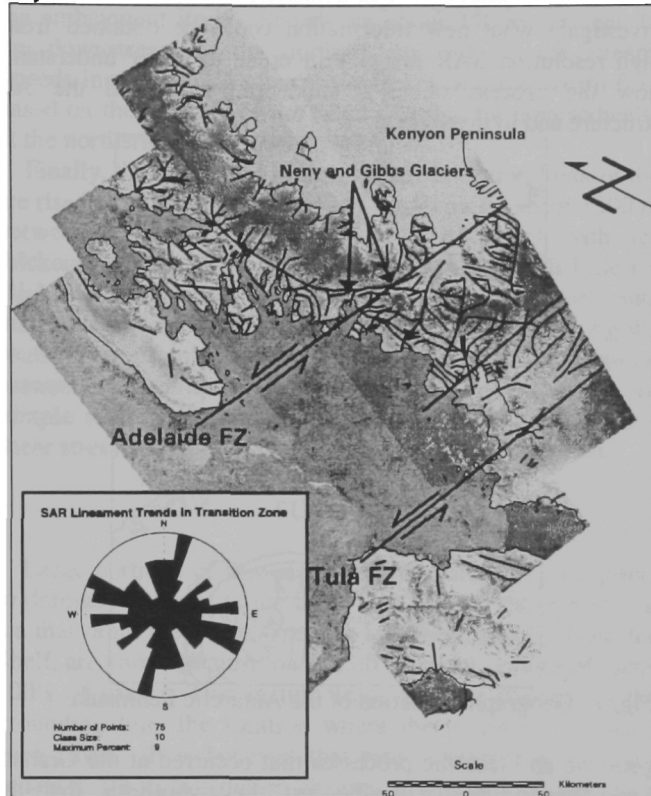 Kenyon Peninsula
Neny and Gibbs Glaciers
N
Adelaide FZ
Tula FZ
SAR Lineament Trends In Transition Zone
N
W
E
S
Number of Points: 75
Class Size: 10
Maximum Percent: 9
Scale
50 0 50 Kilometers